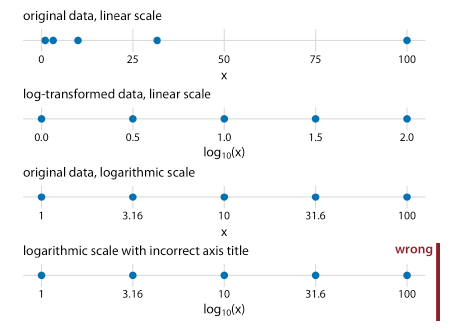 original data, linear scale
0 25 50 75 100
x
log-transformed data, linear scale
0.0 0.5 1.0 1.5 2.0
log₁₀(x)
original data, logarithmic scale
1 3.16 10 31.6 100
x
logarithmic scale with incorrect axis title wrong
1 3.16 10 31.6 100
log₁₀(x)